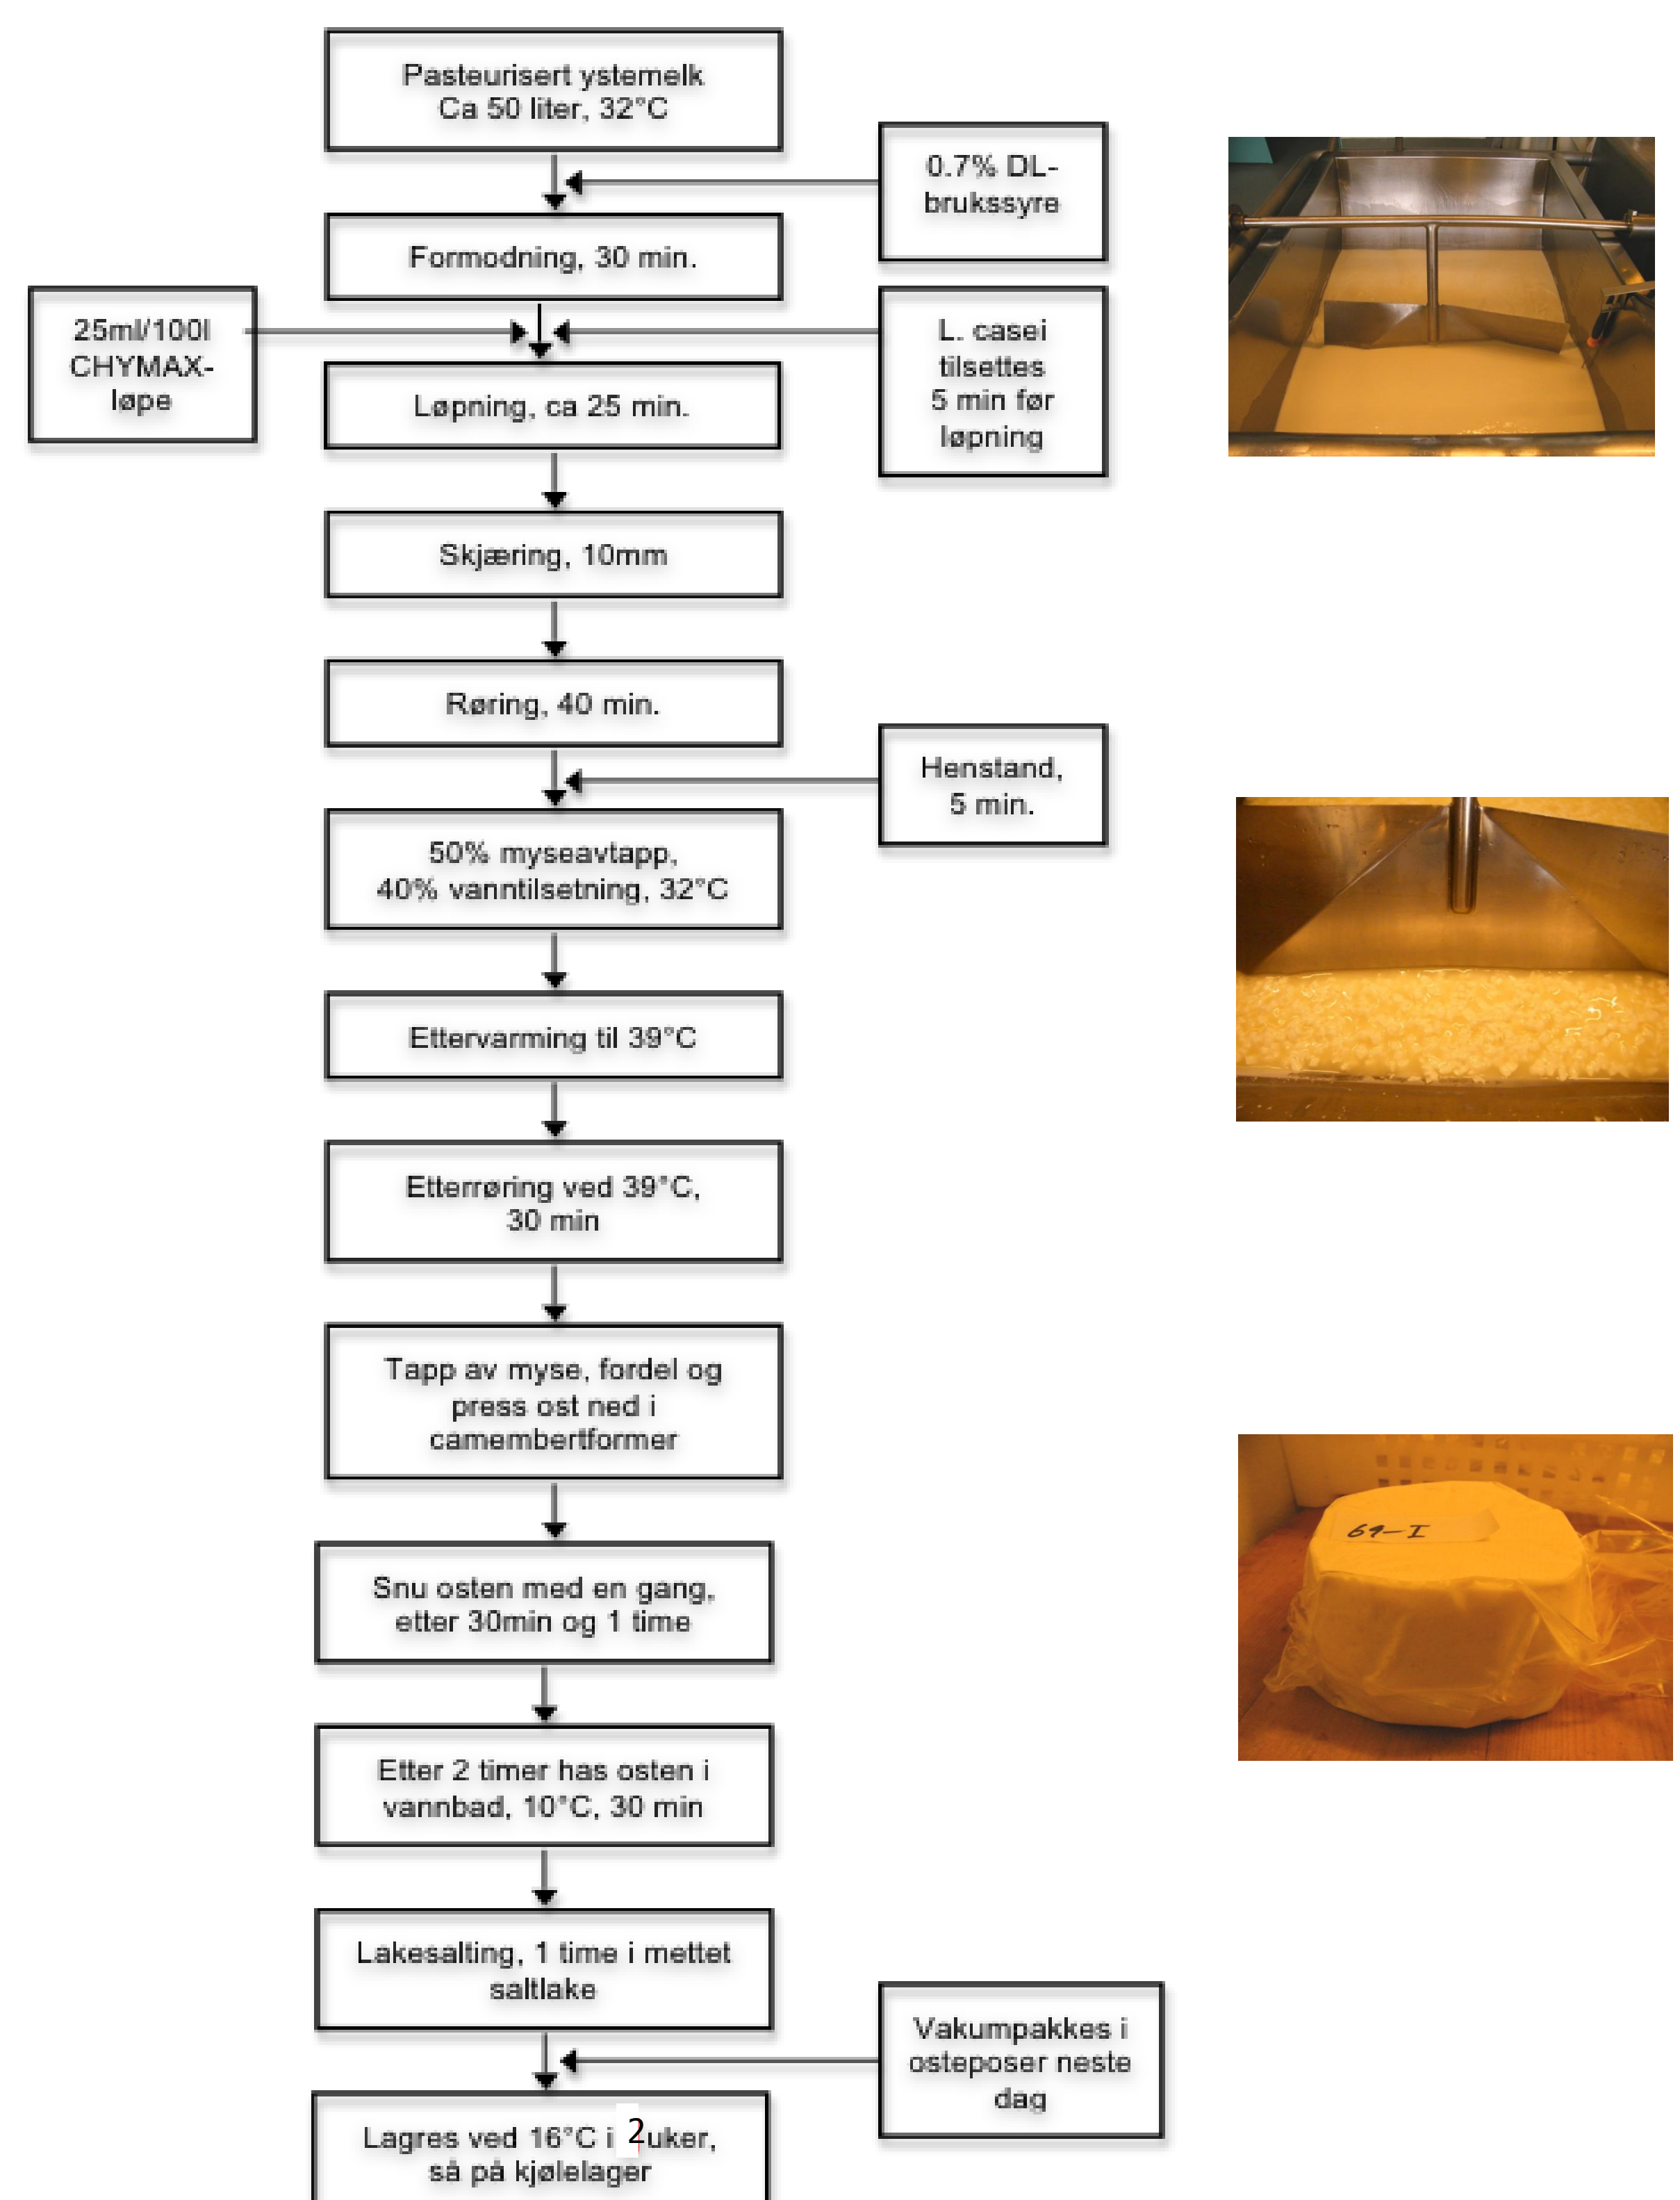 Pasteurisert ystemelk
Ca 50 liter, 32°C
0.7% DL-
brukssyre
Formodning, 30 min.
25ml/100l
CHYMAX-
løpe
L. casei
tilsettes
5 min før
løpning
Løpning, ca 25 min.
Skjæring, 10mm
Røring, 40 min.
Henstand,
5 min.
50% myseavtapp,
40% vanntilsetning, 32°C
Ettervarming til 39°C
Etterrøring ved 39°C,
30 min
Tapp av myse, fordel og
press ost ned i
camembertformer
69-I
Snu osten med en gang,
etter 30min og 1 time
Etter 2 timer has osten i
vannbad, 10°C, 30 min
Lakesalting, 1 time i mettet
saltlake
Vakumpakkes i
osteposer neste
dag
Lagres ved 16°C i 2 uker,
så på kjølelager